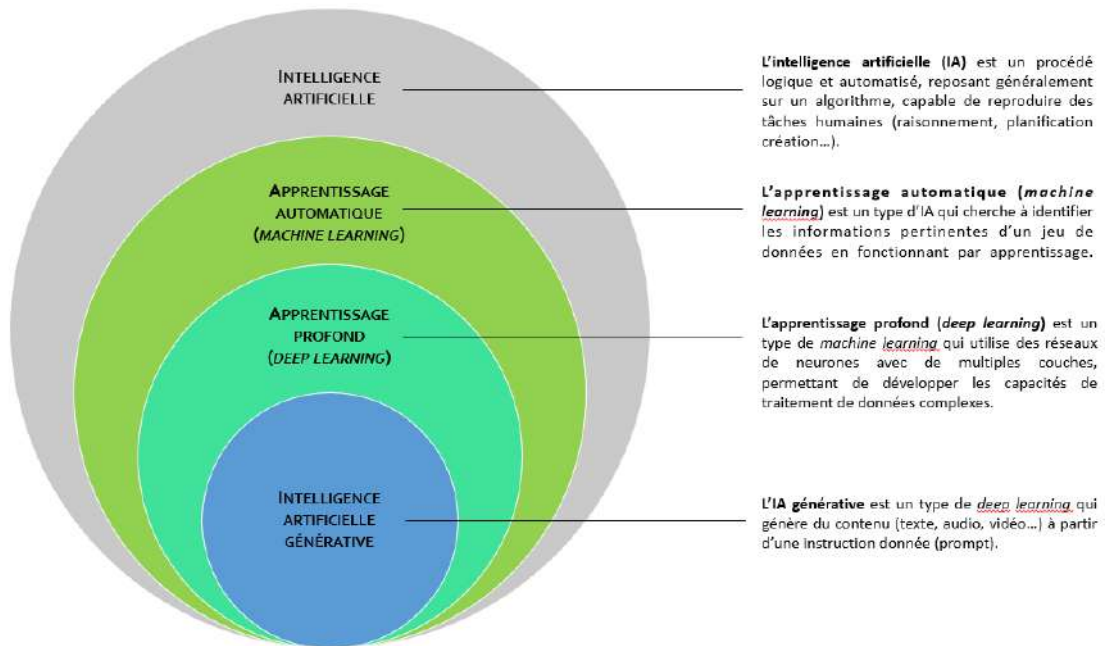 INTELLIGENCE
ARTIFICIELLE
L'intelligence artificielle (IA) est un procédé
logique et automatisé, reposant généralement
sur un algorithme, capable de reproduire des
tâches humaines (raisonnement, planification
création...).
APPRENTISSAGE
AUTOMATIQUE
(MACHINE LEARNING)
L'apprentissage automatique (machine
learning) est un type d'IA qui cherche à identifier
les informations pertinentes d'un jeu de
données en fonctionnant par apprentissage.
APPRENTISSAGE
PROFOND
(DEEP LEARNING)
L'apprentissage profond (deep learning) est un
type de machine learning qui utilise des réseaux
de neurones avec de multiples couches,
permettant de développer les capacités de
traitement de données complexes.
INTELLIGENCE
ARTIFICIELLE
GÉNÉRATIVE
L'IA générative est un type de deep learning qui
génère du contenu (texte, audio, vidéo...) à partir
d'une instruction donnée (prompt).